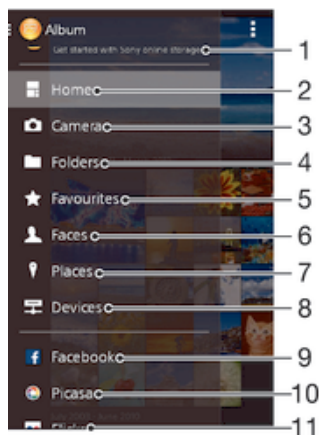 Album
Get started with Sony online storage 1
Home 2
Camera 3
Folders 4
Favourites 5
Faces 6
Places 7
Devices 8
Facebook 9
Picasa 10
Flickr 11